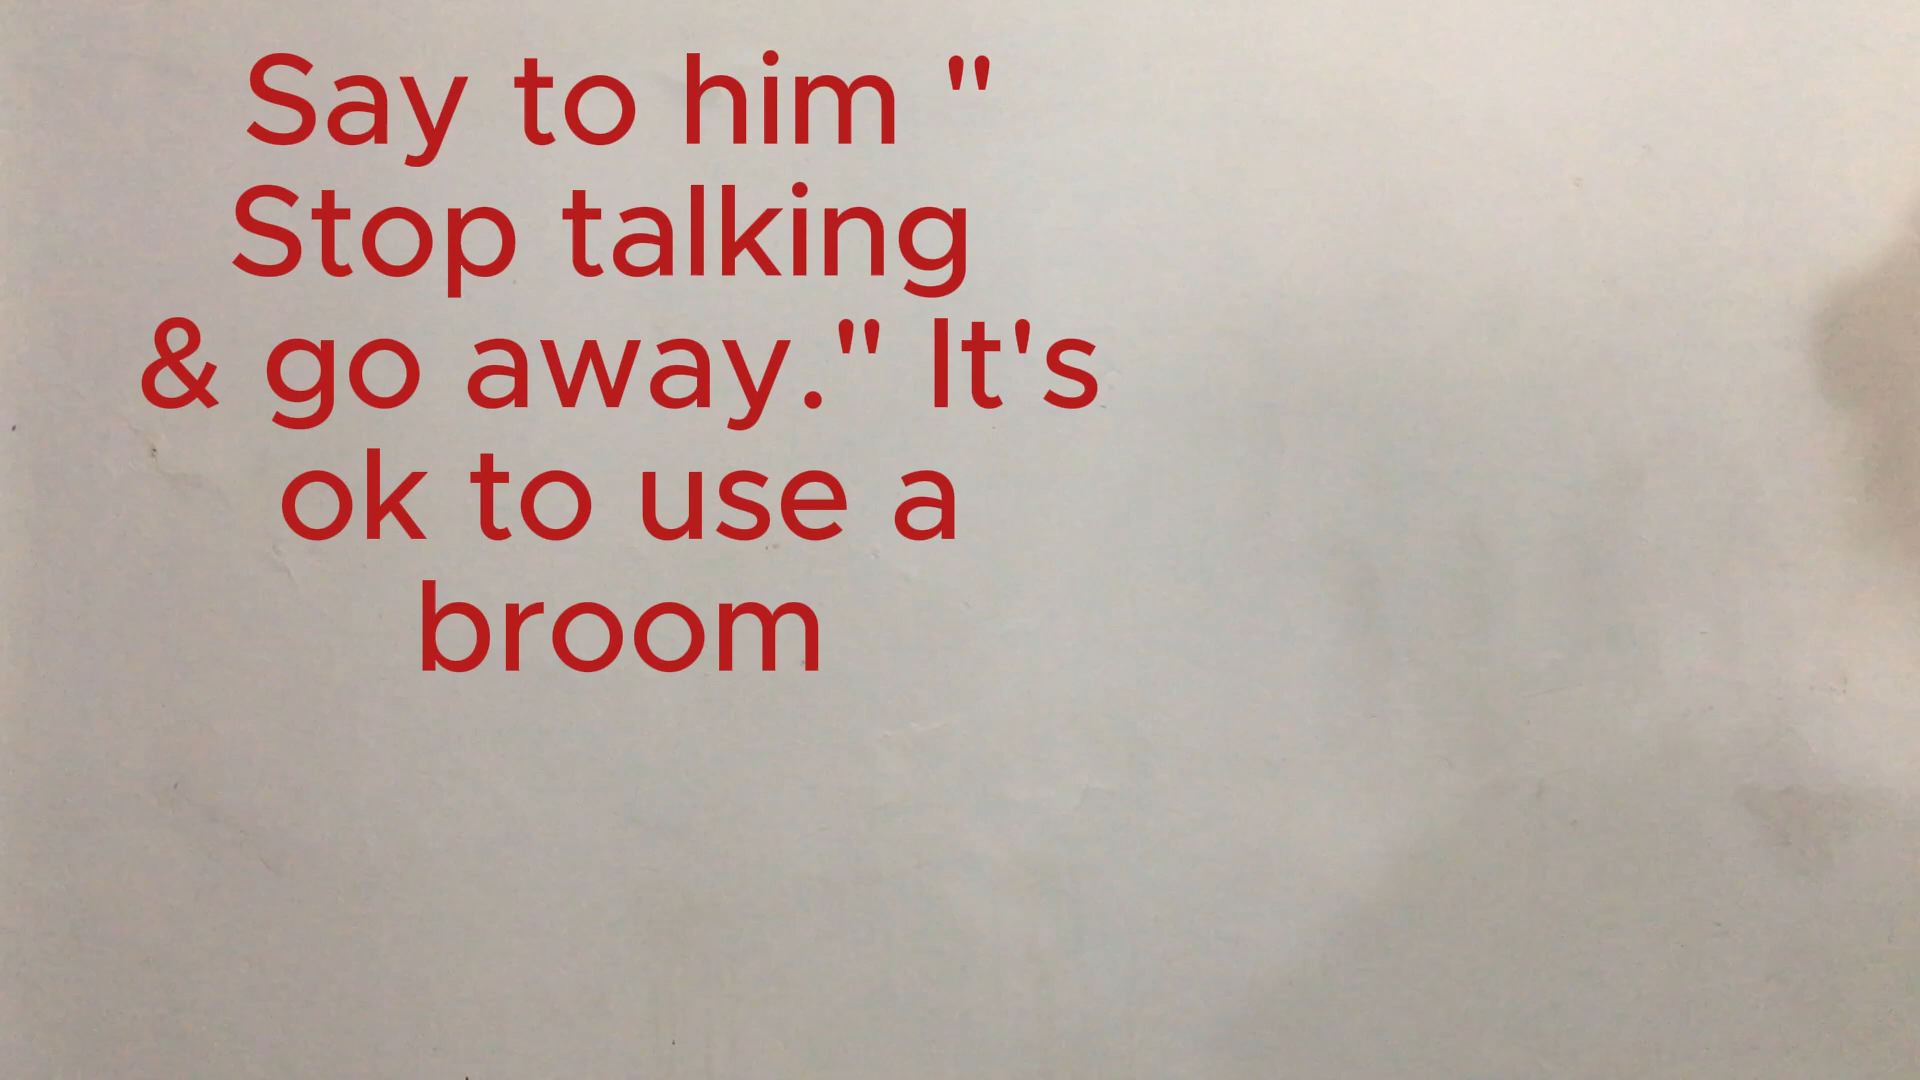 Say to him "
Stop talking
& go away." It's
ok to use a
broom